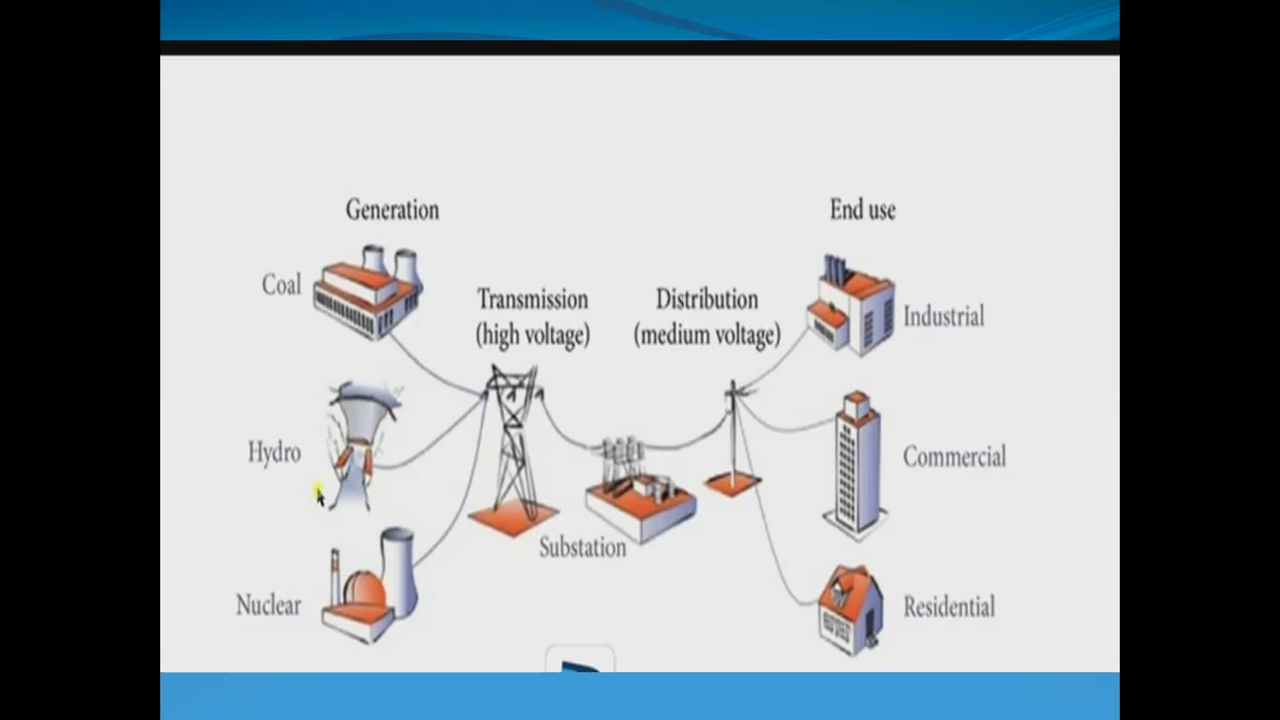 Generation
End use
Coal
Transmission
(high voltage)
Distribution
(medium voltage)
Industrial
Hydro
Commercial
Substation
Nuclear
Residential